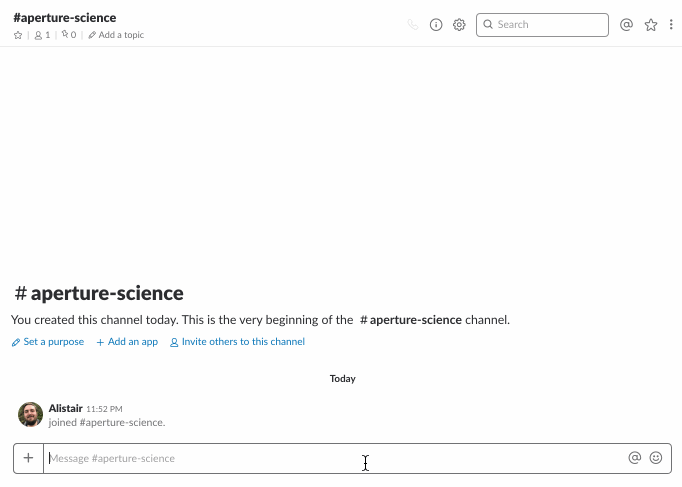 #aperture-science
1 0 Add a topic
Search
# aperture-science
You created this channel today. This is the very beginning of the # aperture-science channel.
Set a purpose + Add an app Invite others to this channel
Today
Alistair 11:52 PM
joined #aperture-science.
Message #aperture-science